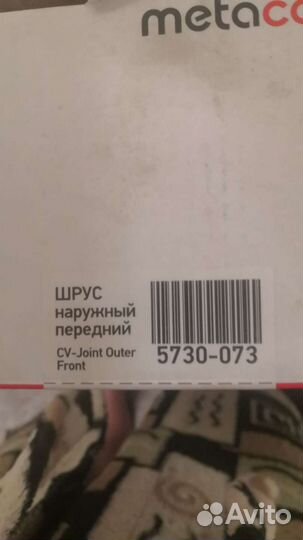 metaco
ШРУС
наружный
передний
CV-Joint Outer
Front
5730-073
Avito